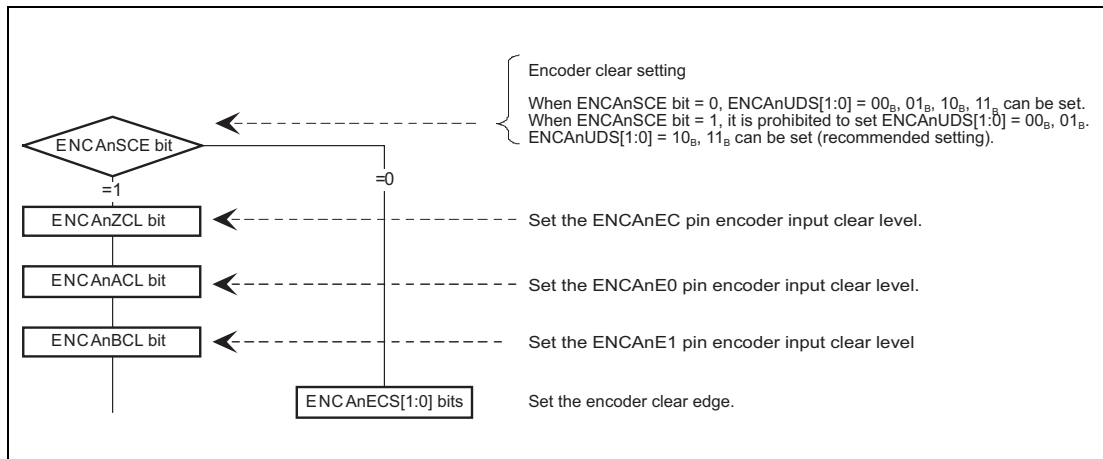 Encoder clear setting
When ENCAnSCE bit = 0, ENCAnUDS[1:0] = 00B, 01B, 10B, 11B can be set.
When ENCAnSCE bit = 1, it is prohibited to set ENCAnUDS[1:0] = 00B, 01B.
ENCAnUDS[1:0] = 10B, 11B can be set (recommended setting).
ENCAnSCE bit
=0
=1
ENCAnZCL bit
Set the ENCAnEC pin encoder input clear level.
ENCAnACL bit
Set the ENCAnE0 pin encoder input clear level.
ENCAnBCL bit
Set the ENCAnE1 pin encoder input clear level
ENCAnECS[1:0] bits
Set the encoder clear edge.